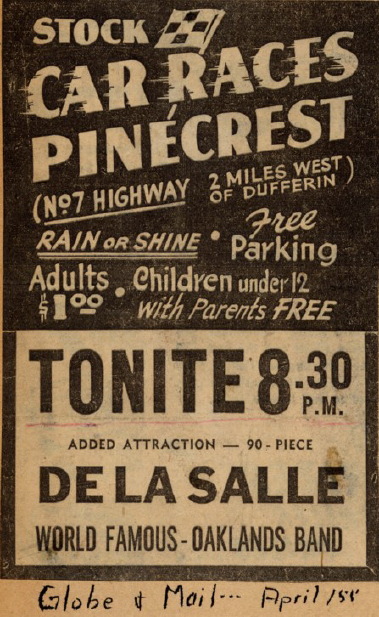 STOCK
CAR RACES
PINÉCREST
(No7 HIGHWAY 2 MILES WEST
OF DUFFERIN)
RAIN OR SHINE • Free
Parking
Adults • Children under 12
$1.00 with Parents FREE
TONITE 8.30
P.M.
ADDED ATTRACTION — 90 - PIECE
DE LA SALLE
WORLD FAMOUS - OAKLANDS BAND
Globe & Mail... April /55